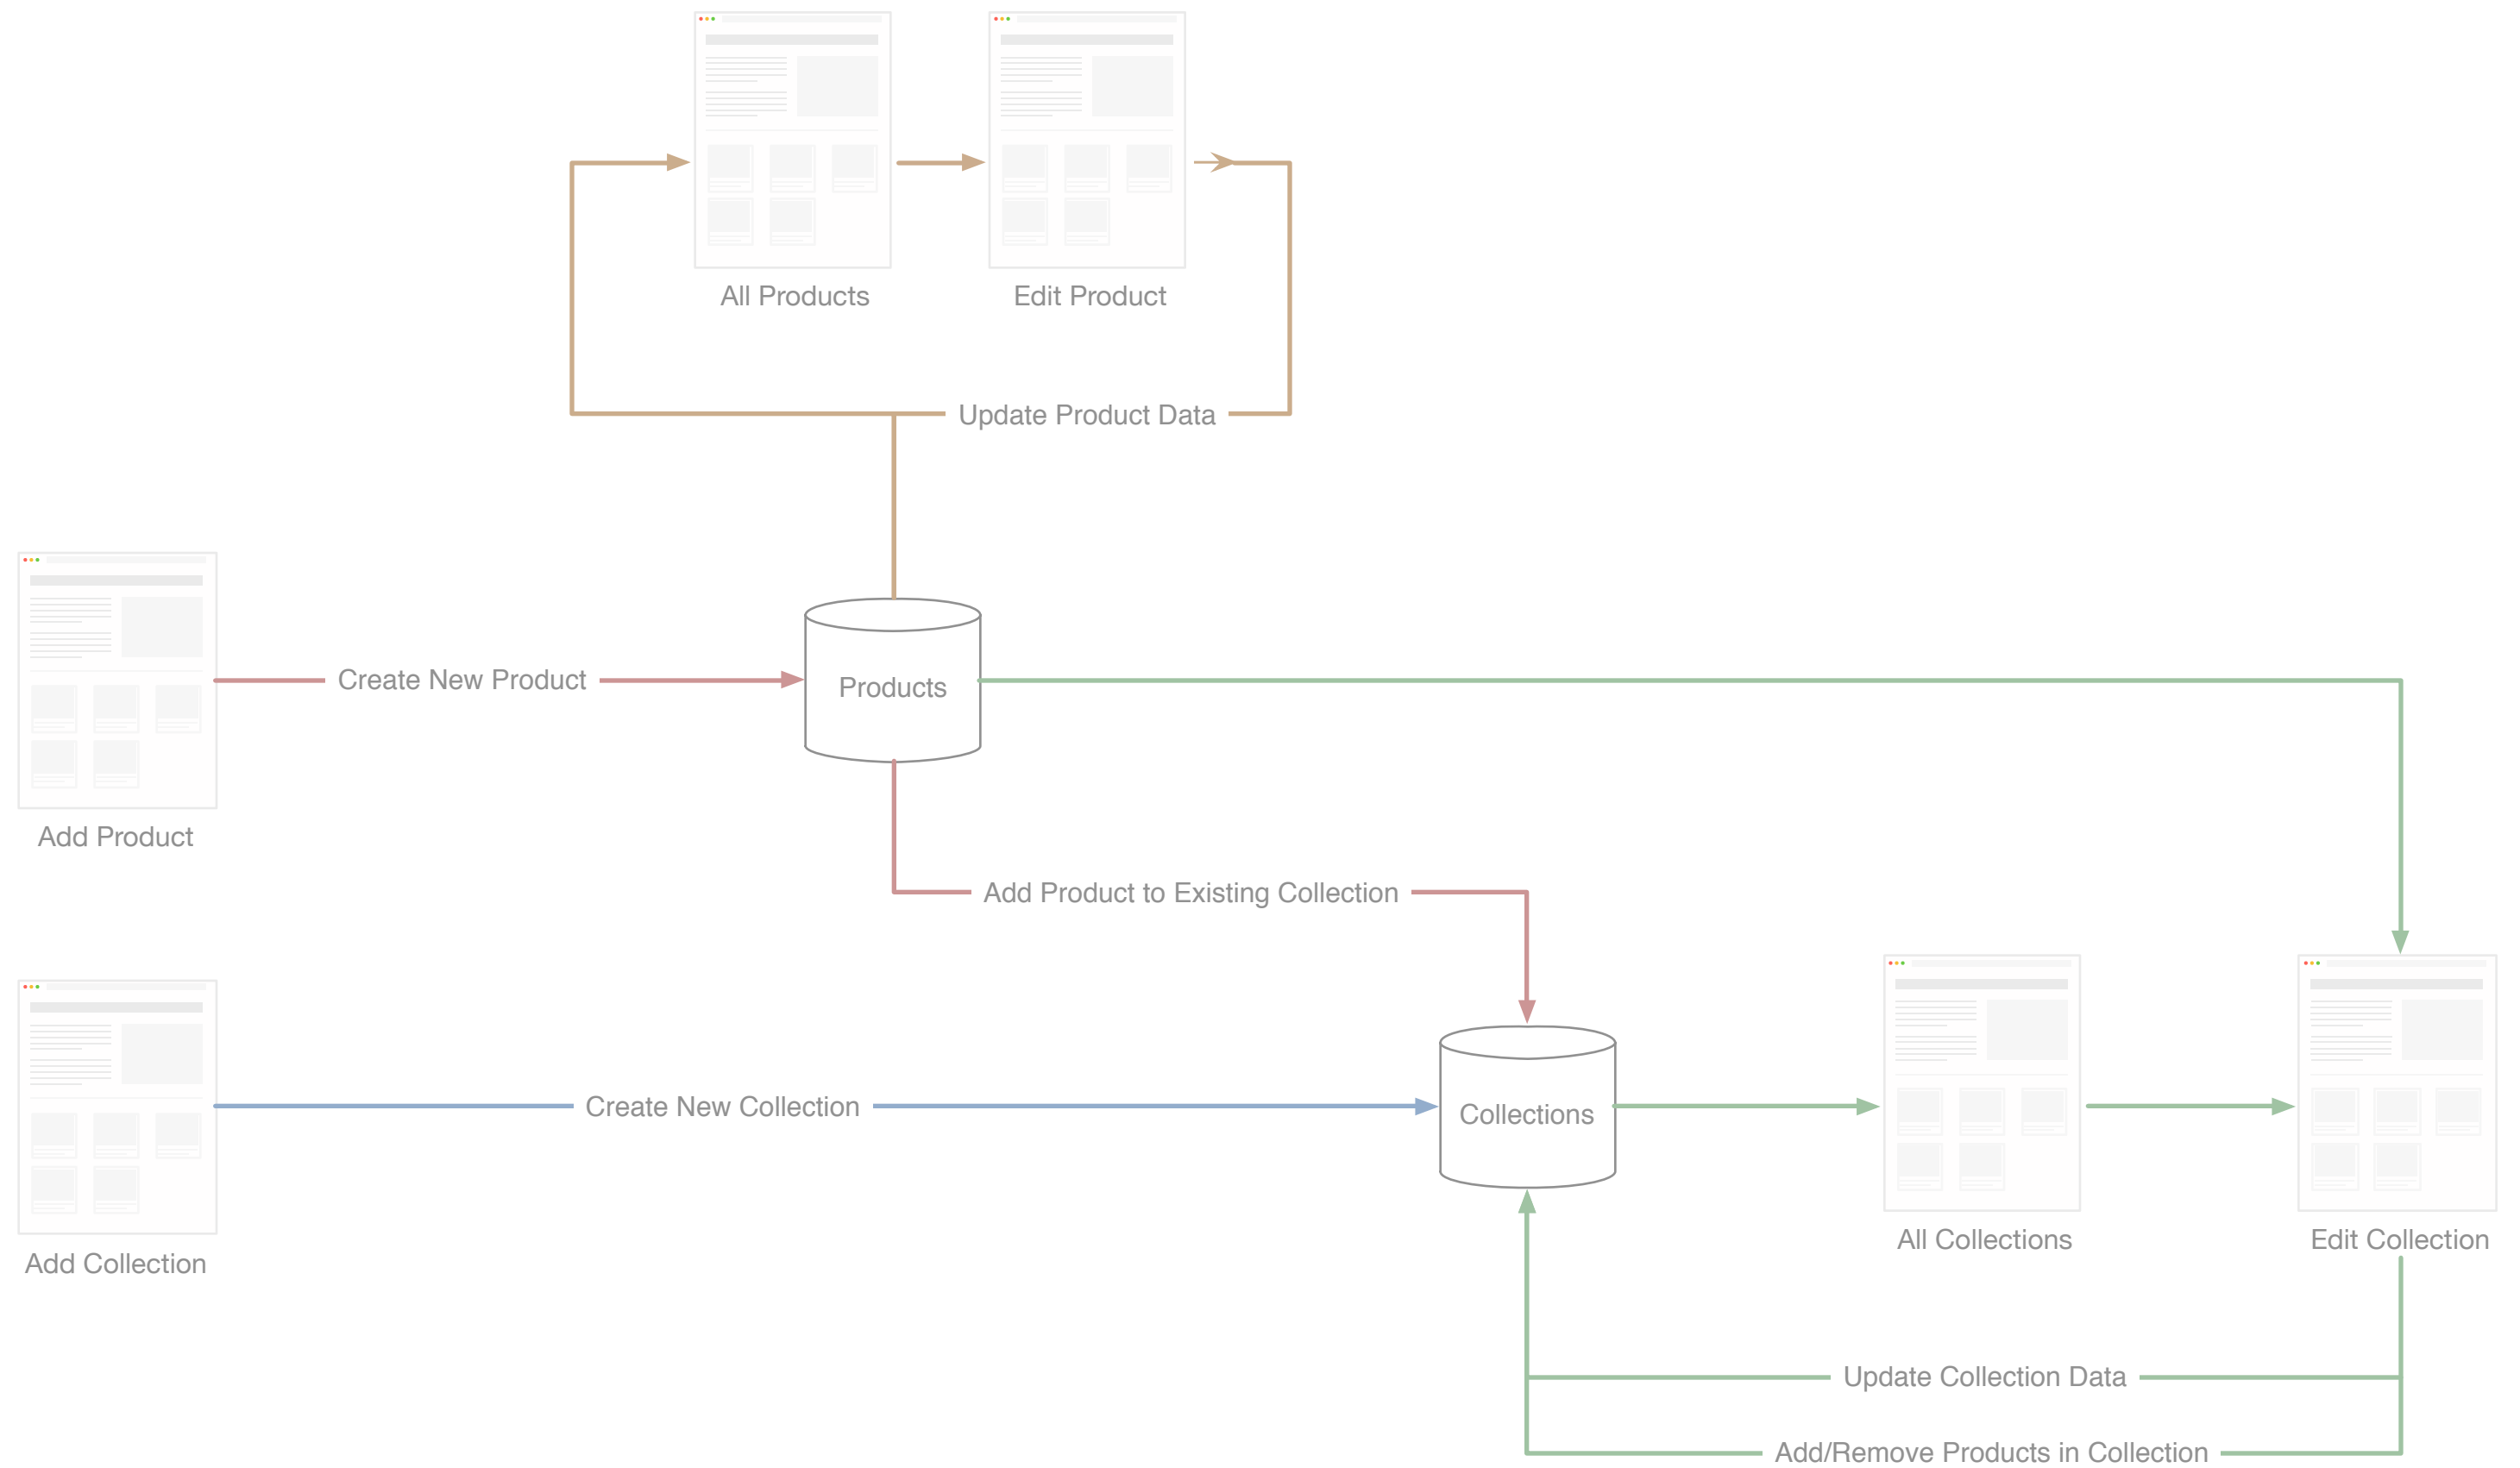 All Products
Edit Product
Update Product Data
Create New Product
Products
Add Product
Add Product to Existing Collection
Create New Collection
Collections
Add Collection
All Collections
Edit Collection
Update Collection Data
Add/Remove Products in Collection